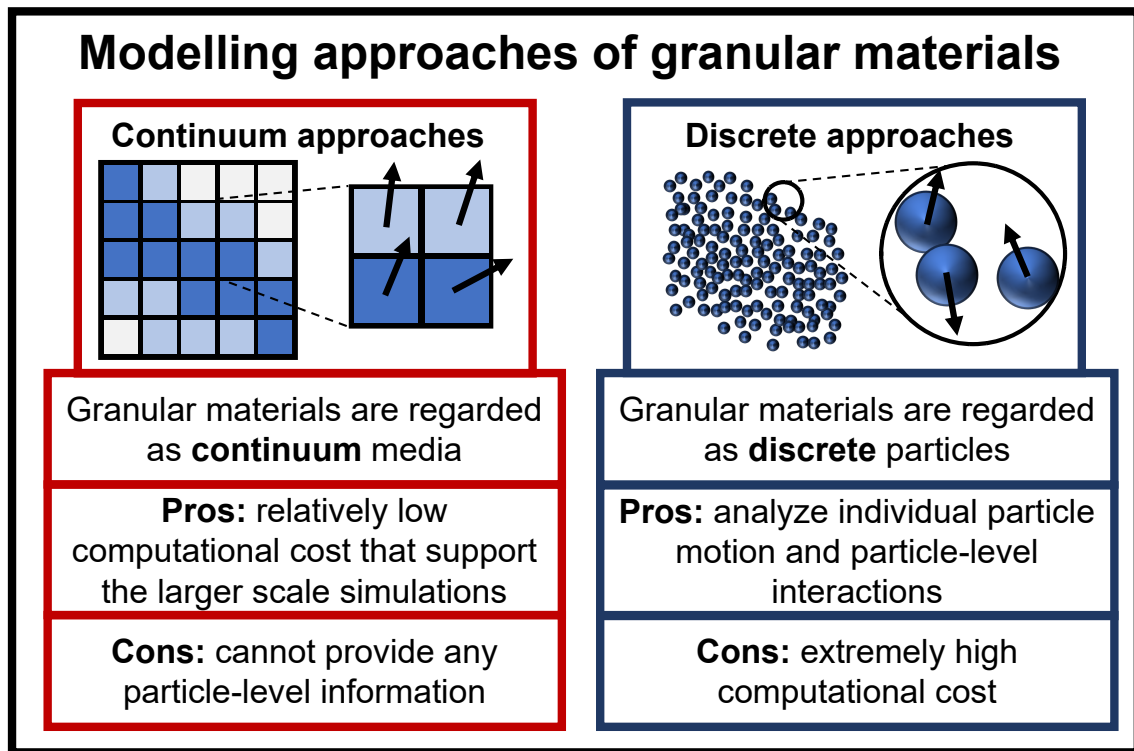 Modelling approaches of granular materials
Continuum approaches
Granular materials are regarded
as continuum media
Pros: relatively low
computational cost that support
the larger scale simulations
Cons: cannot provide any
particle-level information
Discrete approaches
Granular materials are regarded
as discrete particles
Pros: analyze individual particle
motion and particle-level
interactions
Cons: extremely high
computational cost